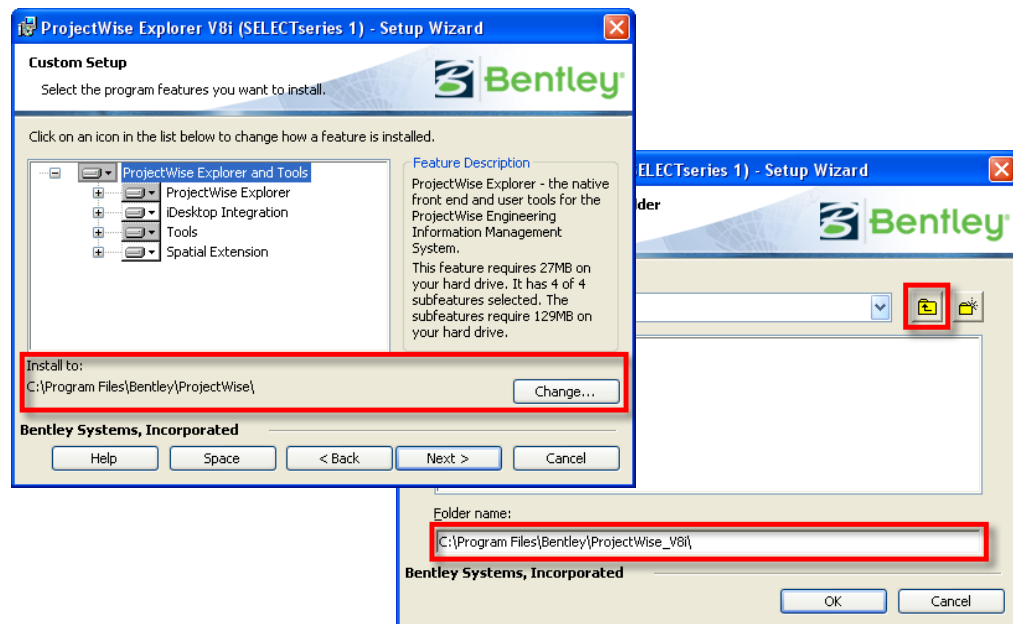 ProjectWise Explorer V8i (SELECTseries 1) - Setup Wizard
Custom Setup
Select the program features you want to install.
Bentley
Click on an icon in the list below to change how a feature is installed.
ProjectWise Explorer and Tools
ProjectWise Explorer
iDesktop Integration
Tools
Spatial Extension
Feature Description
ProjectWise Explorer - the native
front end and user tools for the
ProjectWise Engineering
Information Management
System.
This feature requires 27MB on
your hard drive. It has 4 of 4
subfeatures selected. The
subfeatures require 129MB on
your hard drive.
Install to:
C:\Program Files\Bentley\ProjectWise\
Change...
Bentley Systems, Incorporated
Help
Space
< Back
Next >
Cancel
ELECTseries 1) - Setup Wizard
der
Bentley
Folder name:
C:\Program Files\Bentley\ProjectWise_V8i\
Bentley Systems, Incorporated
OK
Cancel